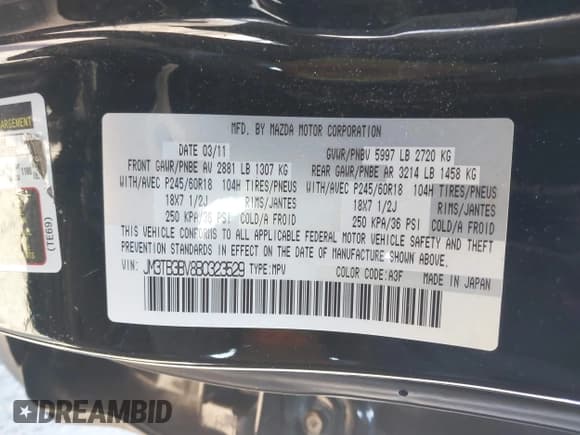 MFD. BY MAZDA MOTOR CORPORATION
DATE 03/11 GVWR/PNBV 5997 LB 2720 KG
FRONT GAWR/PNBE AV 2881 LB 1307 KG REAR GAWR/PNBE AR 3214 LB 1458 KG
WITH/AVEC P245/60R18 104H TIRES/PNEUS WITH/AVEC P245/60R18 104H TIRES/PNEUS
18X7 1/2J RIMS/JANTES 18X7 1/2J RIMS/JANTES
250 KPA/36 PSI COLD/A FROID 250 KPA/36 PSI COLD/A FROID
THIS VEHICLE CONFORMS TO ALL APPLICABLE FEDERAL MOTOR VEHICLE SAFETY AND THEFT
PREVENTION STANDARDS IN EFFECT ON THE DATE OF MANUFACTURE SHOWN ABOVE.
VIN: JM3TB3BV8B0323529 TYPE:MPV COLOR CODE:A3F MADE IN JAPAN
(TE69)
DREAMBID